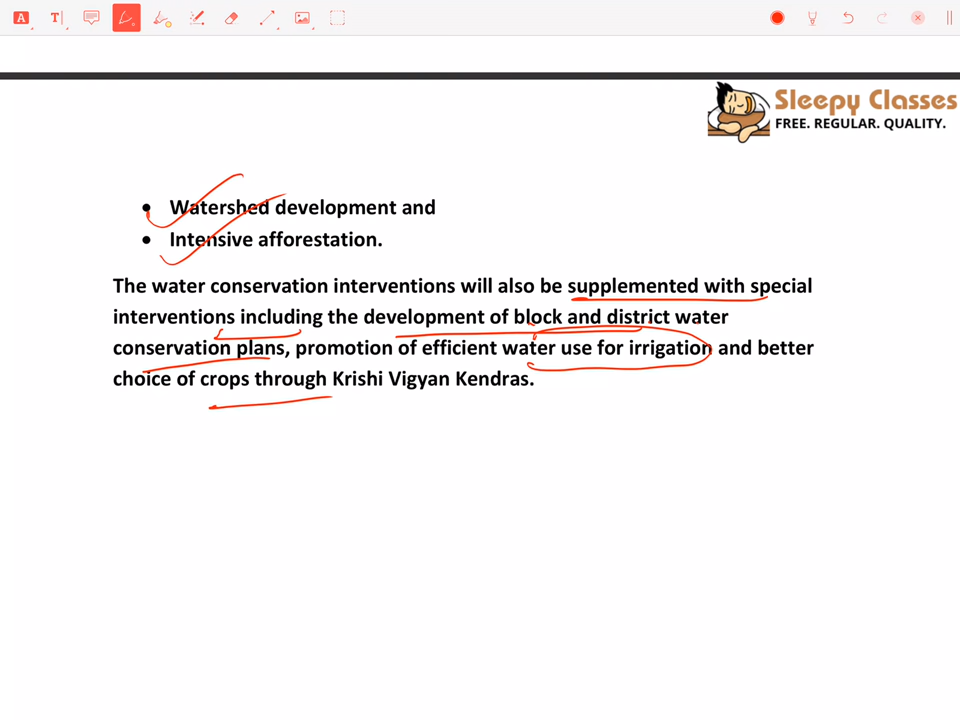 A T
Sleepy Classes
FREE. REGULAR. QUALITY.
• Watershed development and
• Intensive afforestation.
The water conservation interventions will also be supplemented with special
interventions including the development of block and district water
conservation plans, promotion of efficient water use for irrigation and better
choice of crops through Krishi Vigyan Kendras.